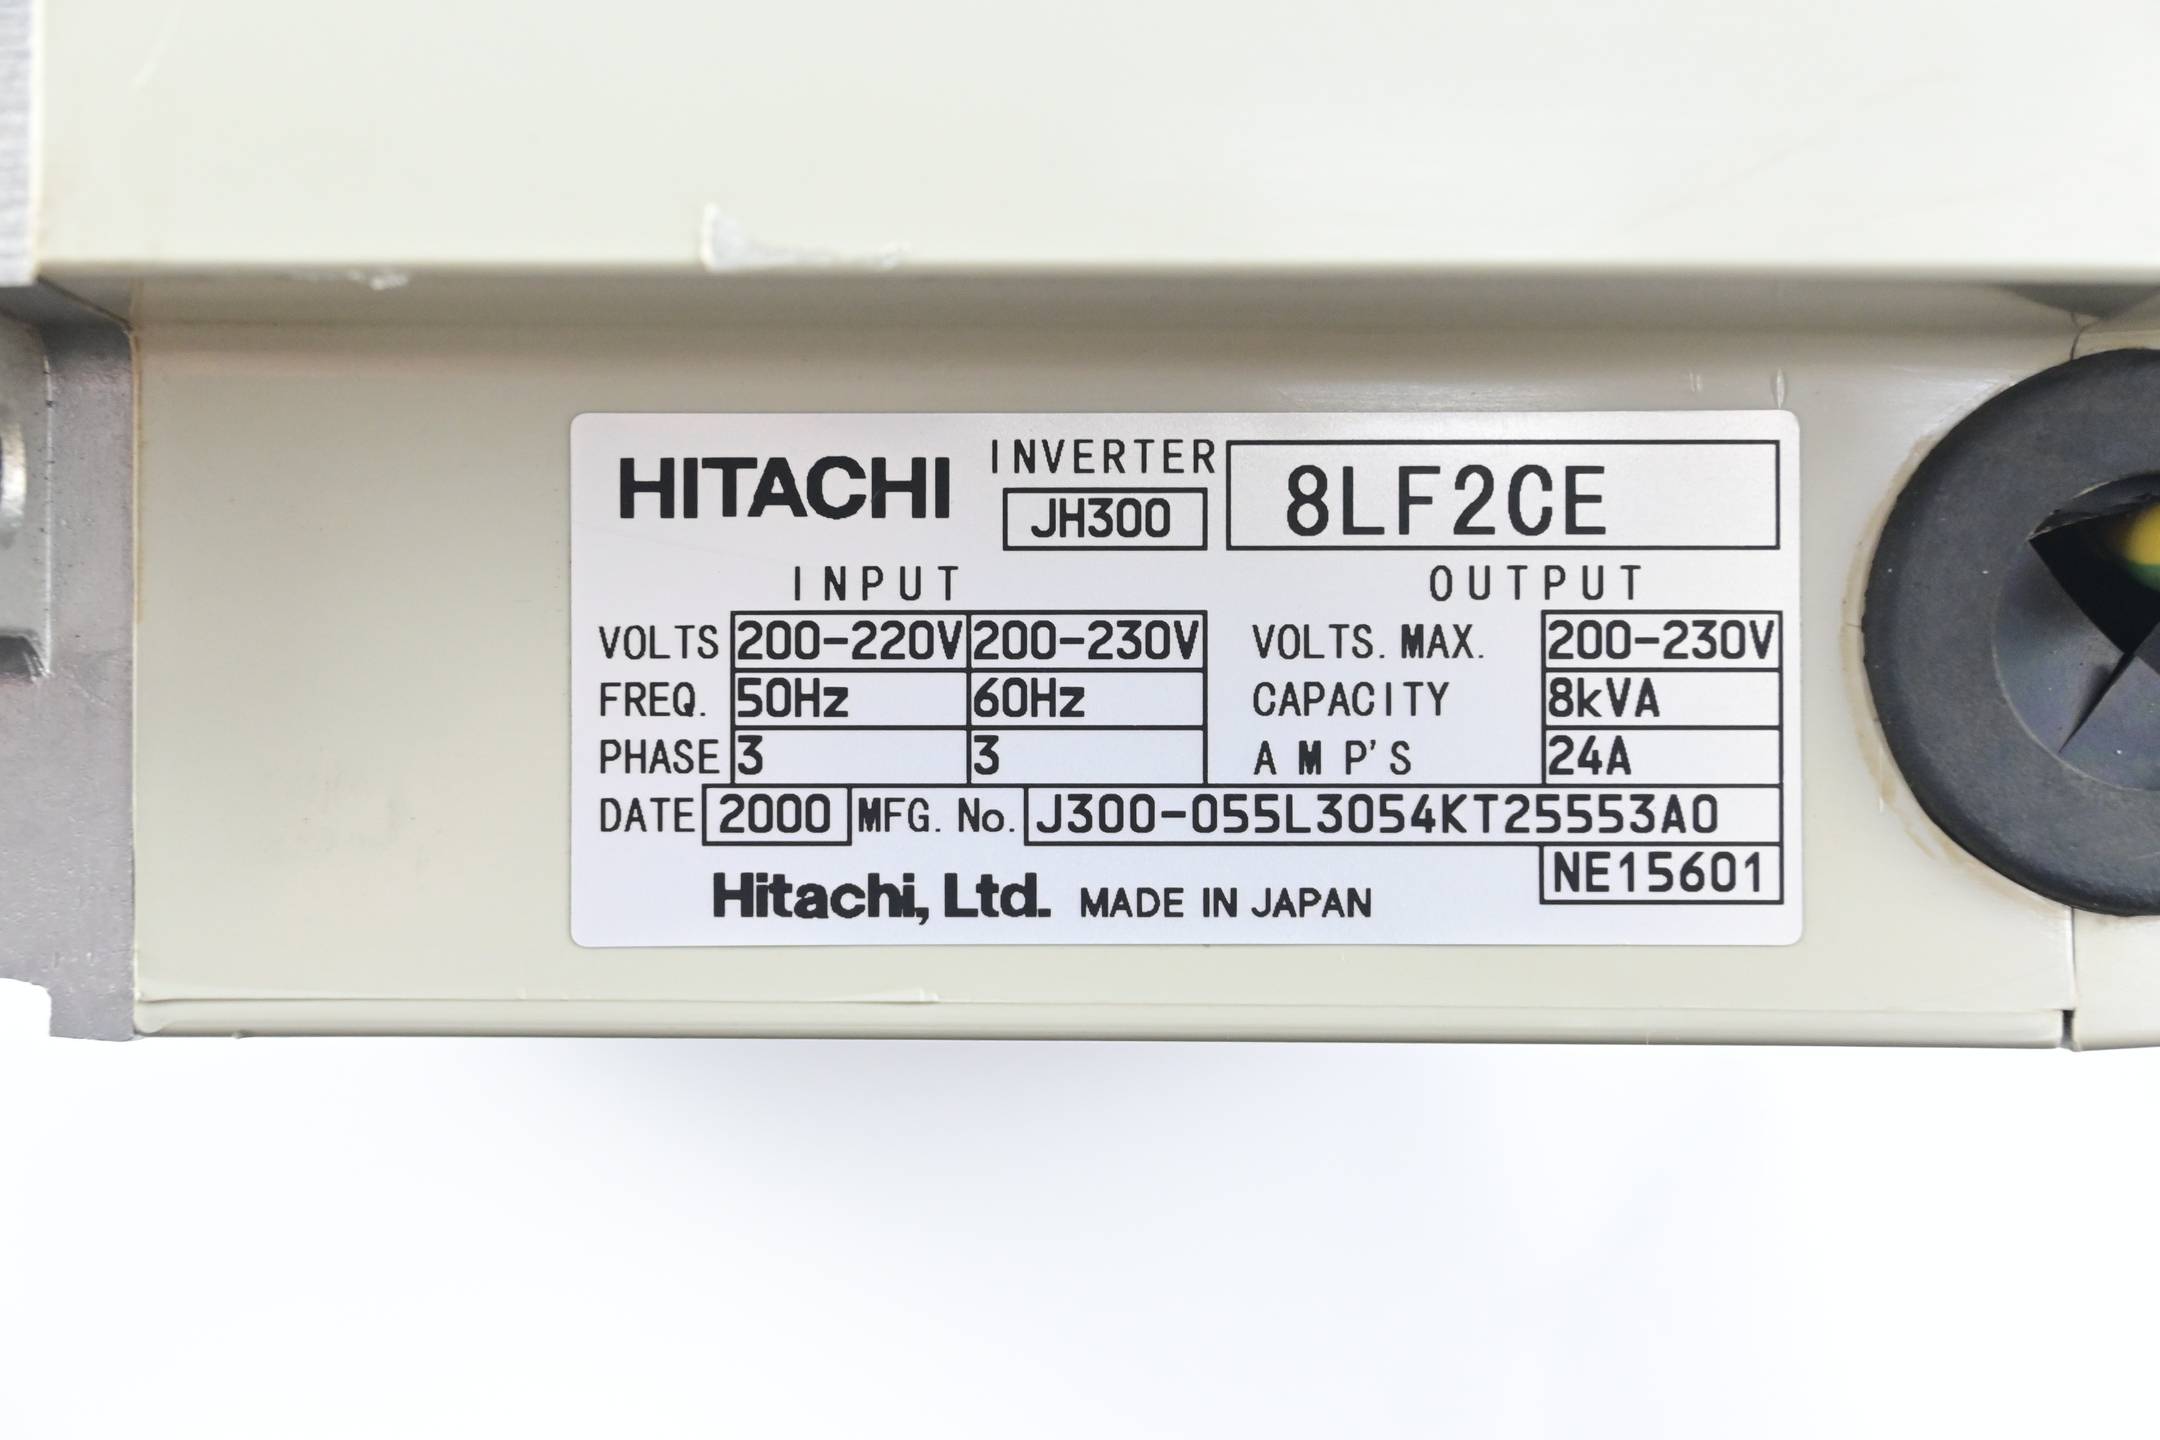 HITACHI INVERTER JH300 8LF2CE
INPUT OUTPUT
VOLTS 200-220V 200-230V VOLTS. MAX. 200-230V
FREQ. 50Hz 60Hz CAPACITY 8kVA
PHASE 3 3 AMP'S 24A
DATE 2000 MFG. No. J300-055L3054KT25553A0
NE15601
Hitachi, Ltd. MADE IN JAPAN